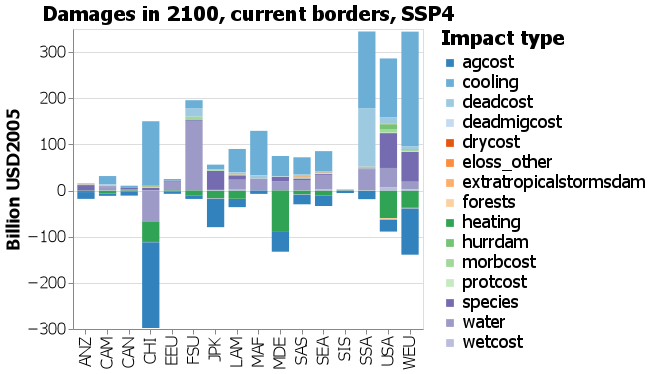 Damages in 2100, current borders, SSP4
Billion USD2005
300
200
100
0
−100
−200
−300
ANZ
CAM
CAN
CHI
EEU
FSU
JPK
LAM
MAF
MDE
SAS
SEA
SIS
SSA
USA
WEU
Impact type
agcost
cooling
deadcost
deadmigcost
drycost
eloss_other
extratropicalstormsdam
forests
heating
hurrdam
morbcost
protcost
species
water
wetcost